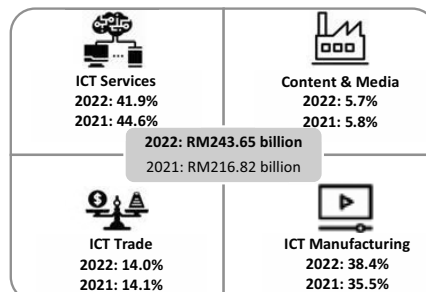 ICT Services
2022: 41.9%
2021: 44.6%
Content & Media
2022: 5.7%
2021: 5.8%
2022: RM243.65 billion
2021: RM216.82 billion
ICT Trade
2022: 14.0%
2021: 14.1%
ICT Manufacturing
2022: 38.4%
2021: 35.5%